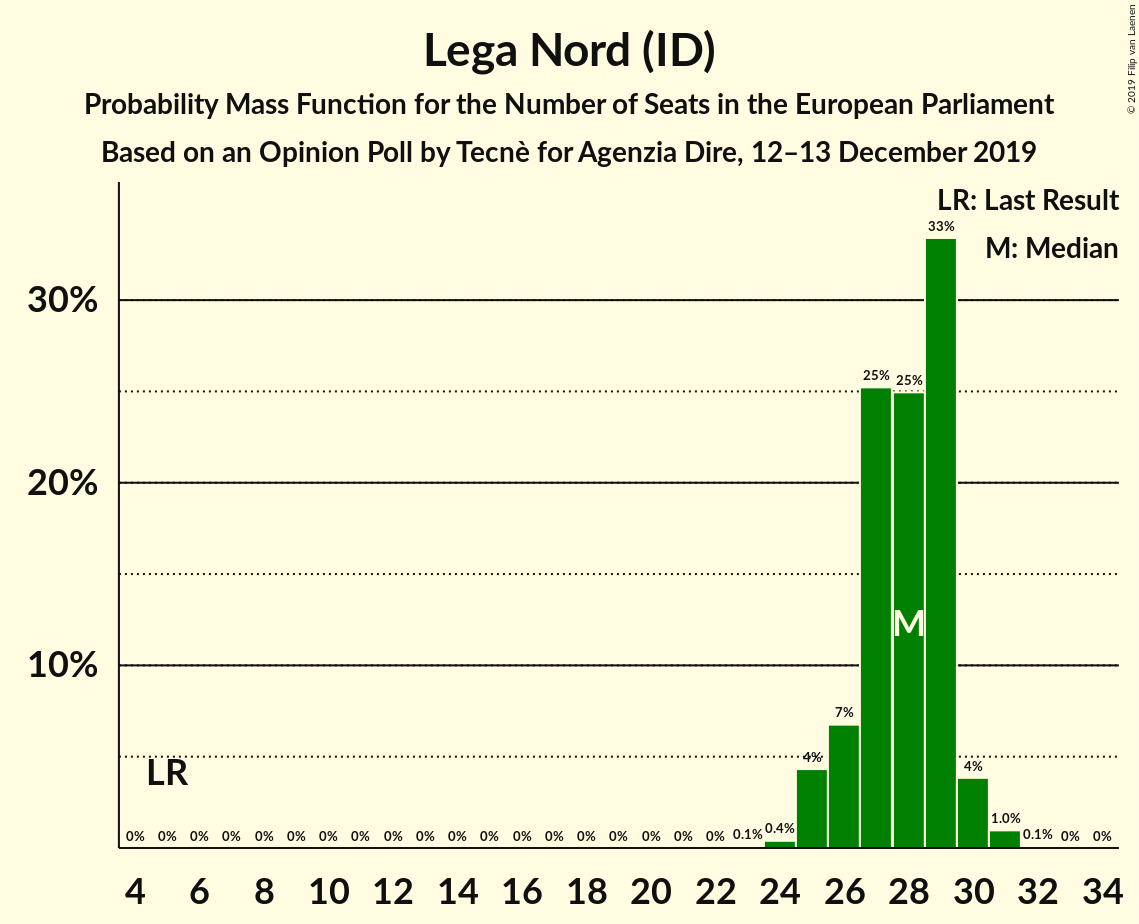 Lega Nord (ID)
Probability Mass Function for the Number of Seats in the European Parliament
Based on an Opinion Poll by Tecnè for Agenzia Dire, 12–13 December 2019
© 2019 Filip van Laenen
LR: Last Result
M: Median
33%
30%
25% 25%
20%
M
10%
7%
LR
4% 4%
0% 0% 0% 0% 0% 0% 0% 0% 0% 0% 0% 0% 0% 0% 0% 0% 0% 0% 0% 0.1% 0.4% 1.0% 0.1% 0% 0%
4 6 8 10 12 14 16 18 20 22 24 26 28 30 32 34